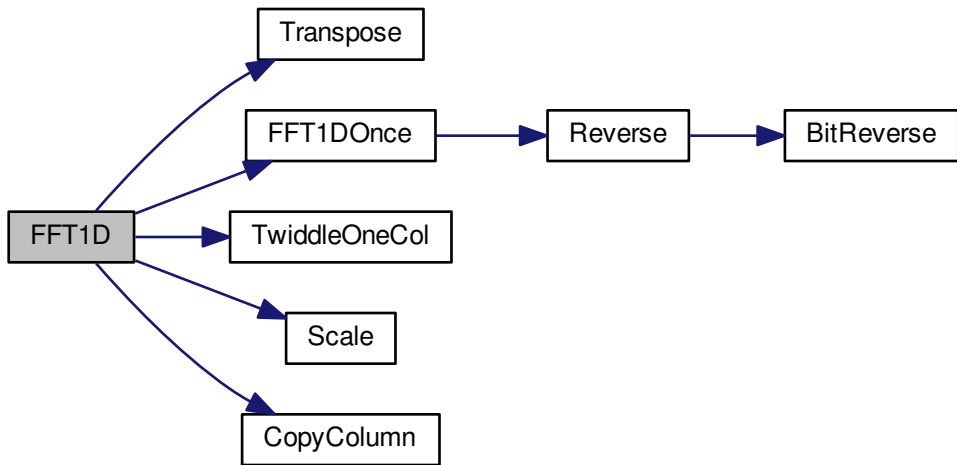 Transpose
FFT1DOnce
Reverse
BitReverse
FFT1D
TwiddleOneCol
Scale
CopyColumn